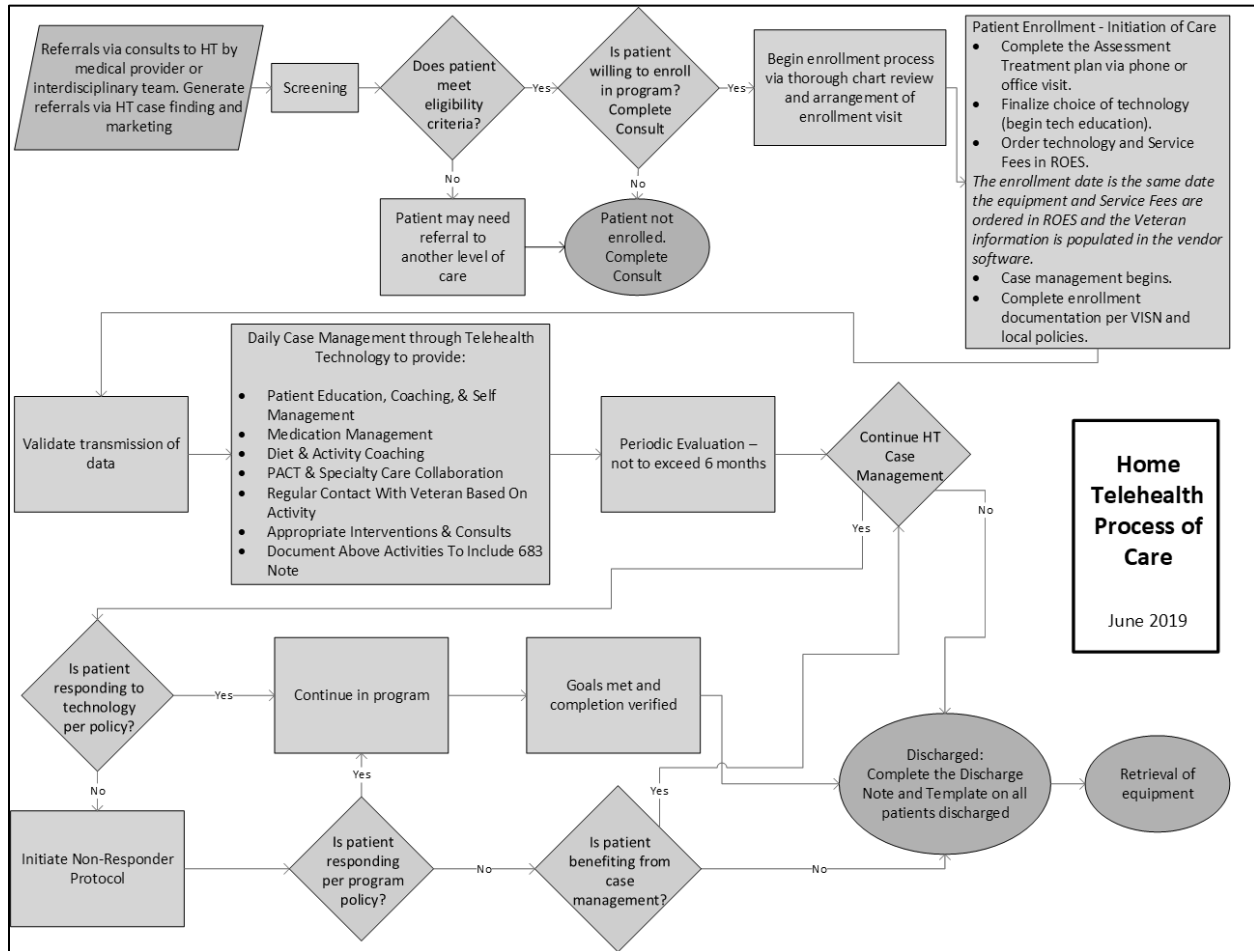 Referrals via consults to HT by
medical provider or
interdisciplinary team. Generate
referrals via HT case finding and
marketing
Screening
Does patient
meet
eligibility
criteria?
Yes
Is patient
willing to enroll
in program?
Complete
Consult
Yes
Begin enrollment process
via thorough chart review
and arrangement of
enrollment visit
Patient Enrollment - Initiation of Care
• Complete the Assessment
Treatment plan via phone or
office visit.
• Finalize choice of technology
(begin tech education).
• Order technology and Service
Fees in ROES.
The enrollment date is the same date
the equipment and Service Fees are
ordered in ROES and the Veteran
information is populated in the vendor
software.
• Case management begins.
• Complete enrollment
documentation per VISN and
local policies.
No
No
Patient may need
referral to
another level of
care
Patient not
enrolled.
Complete
Consult
Validate transmission of
data
Daily Case Management through Telehealth
Technology to provide:
• Patient Education, Coaching, & Self
Management
• Medication Management
• Diet & Activity Coaching
• PACT & Specialty Care Collaboration
• Regular Contact With Veteran Based On
Activity
• Appropriate Interventions & Consults
• Document Above Activities To Include 683
Note
Periodic Evaluation –
not to exceed 6 months
Continue HT
Case
Management
Yes
No
Home
Telehealth
Process of
Care
June 2019
Is patient
responding to
technology
per policy?
Yes
Continue in program
Goals met and
completion verified
No
Yes
Yes
Discharged:
Complete the Discharge
Note and Template on all
patients discharged
Retrieval of
equipment
Initiate Non-Responder
Protocol
Is patient
responding
per program
policy?
No
Is patient
benefiting from
case
management?
No